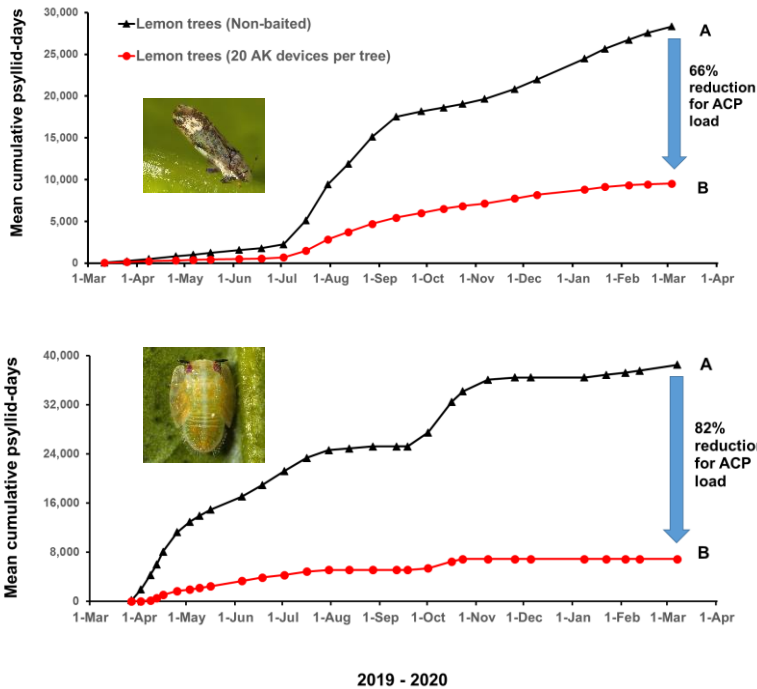 Mean cumulative psyllid-days
30,000
25,000
20,000
15,000
10,000
5,000
0
Lemon trees (Non-baited)
Lemon trees (20 AK devices per tree)
A
66%
reduction
for ACP
load
B
1-Mar 1-Apr 1-May 1-Jun 1-Jul 1-Aug 1-Sep 1-Oct 1-Nov 1-Dec 1-Jan 1-Feb 1-Mar 1-Apr
Mean cumulative psyllid-days
40,000
32,000
24,000
16,000
8,000
0
A
82%
reduction
for ACP
load
B
1-Mar 1-Apr 1-May 1-Jun 1-Jul 1-Aug 1-Sep 1-Oct 1-Nov 1-Dec 1-Jan 1-Feb 1-Mar 1-Apr
2019 - 2020